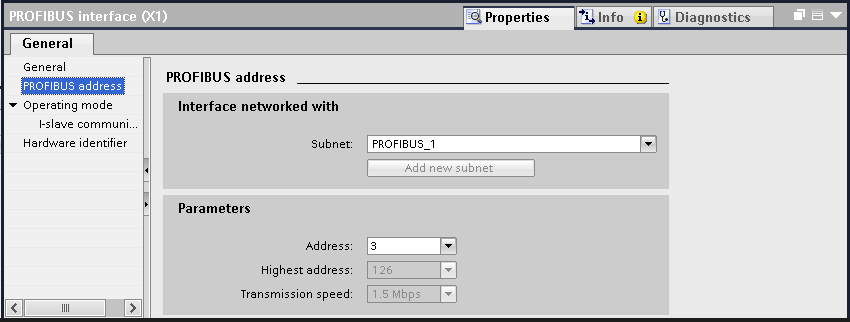 PROFIBUS interface (X1)
Properties
Info
Diagnostics
General
General
PROFIBUS address
Operating mode
I-slave communi...
Hardware identifier
PROFIBUS address
Interface networked with
Subnet: PROFIBUS_1
Add new subnet
Parameters
Address: 3
Highest address: 126
Transmission speed: 1.5 Mbps